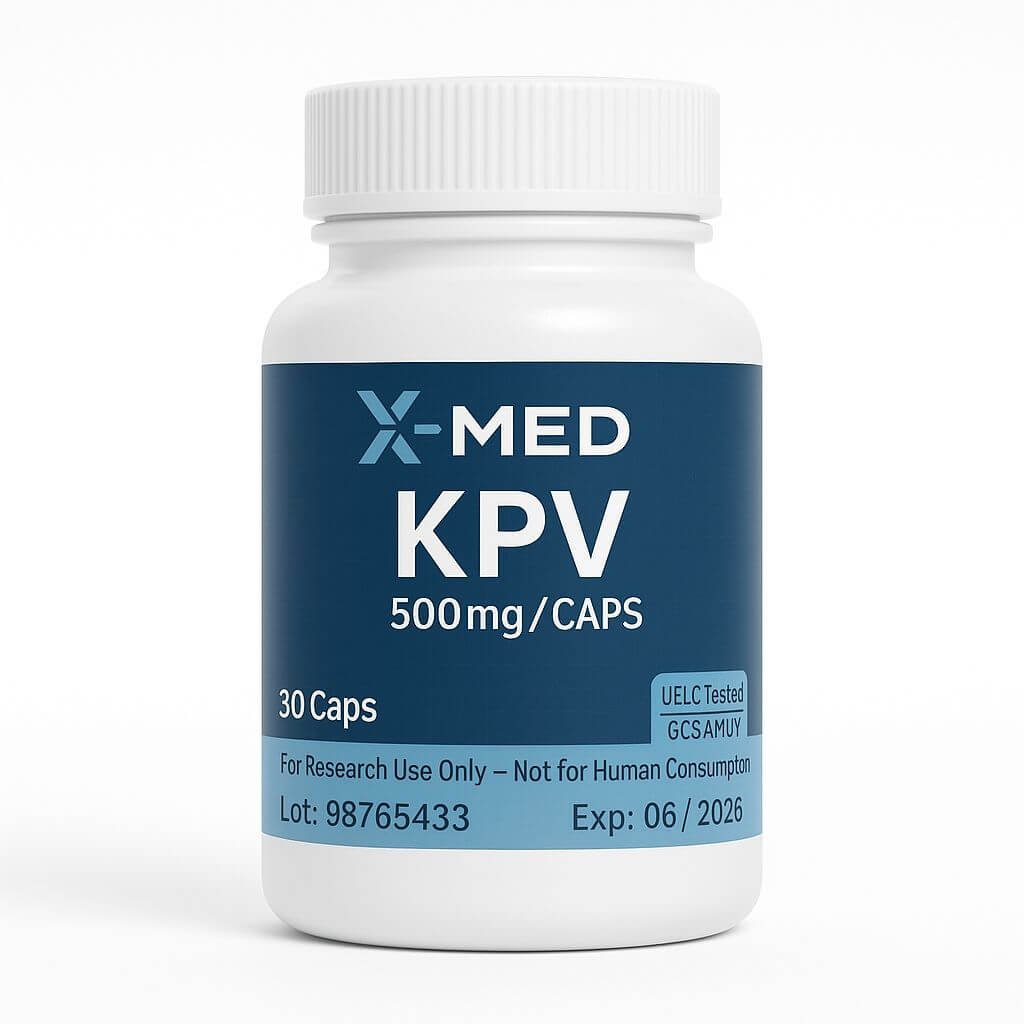 X-MED
KPV
500mg/CAPS
30 Caps
UELC Tested
GCSAMUY
For Research Use Only – Not for Human Consumpton
Lot: 98765433
Exp: 06/2026